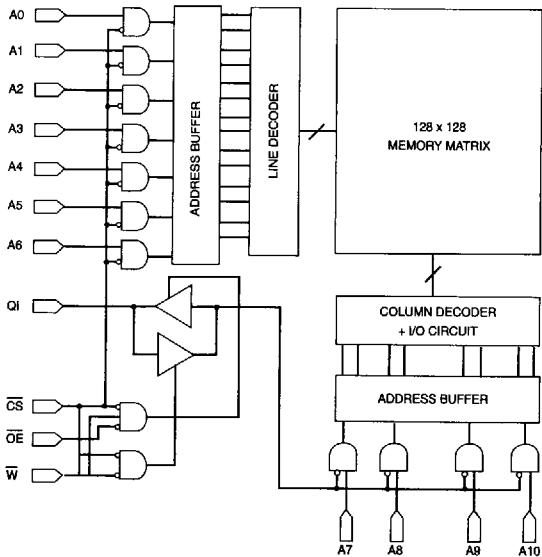 A0
A1
A2
A3
A4
A5
A6
ADDRESS BUFFER
LINE DECODER
128 x 128
MEMORY MATRIX
QI
COLUMN DECODER
+ I/O CIRCUIT
ADDRESS BUFFER
CS
OE
W
A7 A8 A9 A10